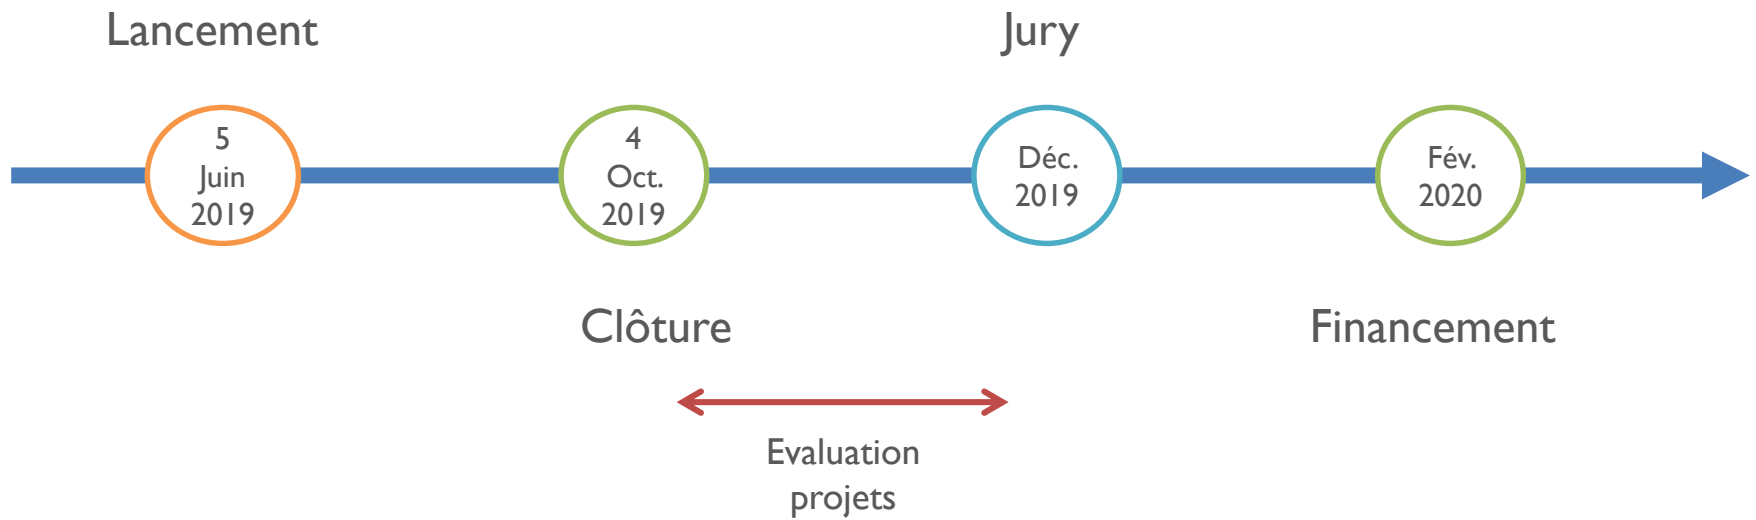 Lancement
Jury
5
Juin
2019
4
Oct.
2019
Déc.
2019
Fév.
2020
Clôture
Financement
Evaluation
projets